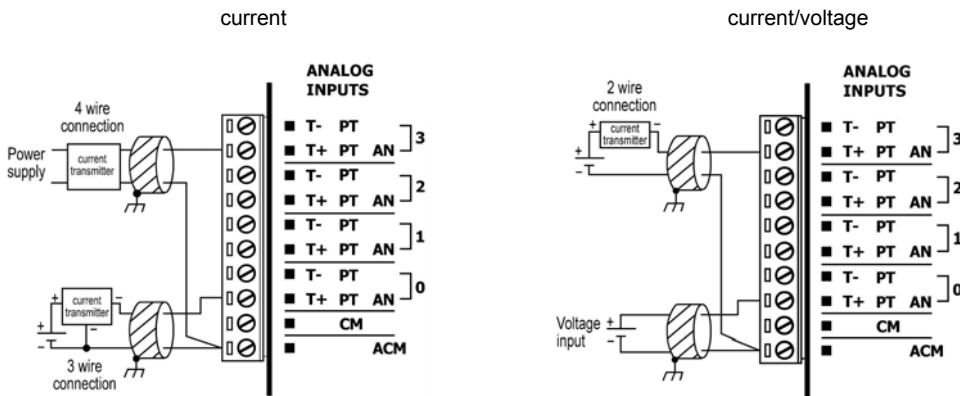 current
4 wire
connection
Power
supply
current
transmitter
+
−
current
transmitter
−
−
+
−
3 wire
connection
ANALOG
INPUTS
T- PT
T+ PT AN
3
T- PT
T+ PT AN
2
T- PT
T+ PT AN
1
T- PT
T+ PT AN
0
CM
ACM
current/voltage
2 wire
connection
+
current
transmitter
−
+
−
Voltage
input
+
−
ANALOG
INPUTS
T- PT
T+ PT AN
3
T- PT
T+ PT AN
2
T- PT
T+ PT AN
1
T- PT
T+ PT AN
0
CM
ACM